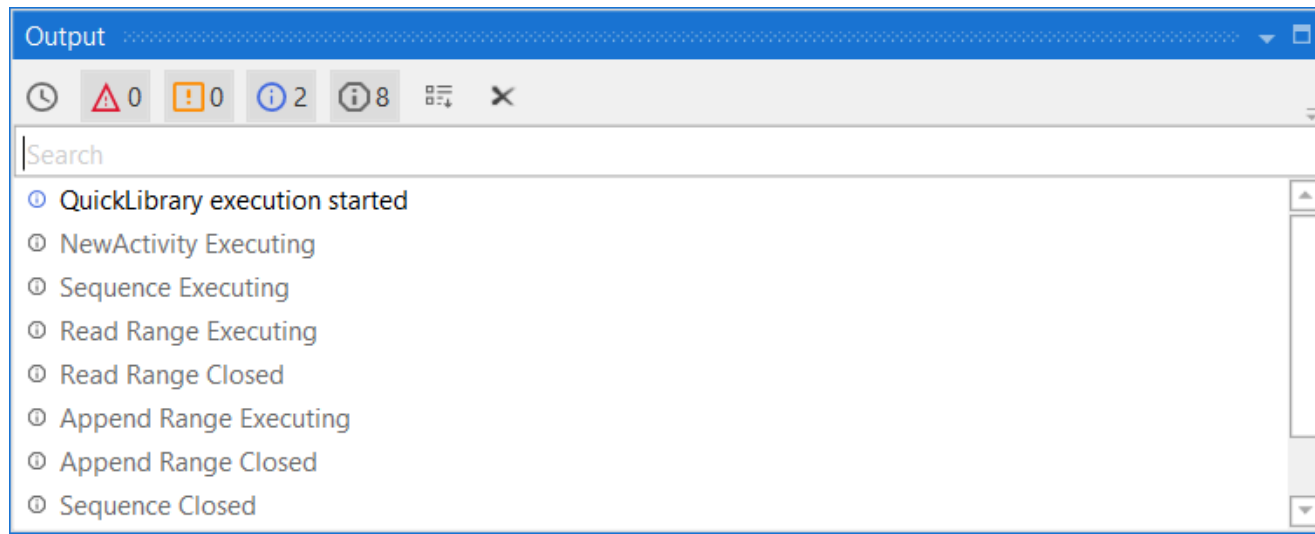 Output
0 0 2 8
Search
QuickLibrary execution started
NewActivity Executing
Sequence Executing
Read Range Executing
Read Range Closed
Append Range Executing
Append Range Closed
Sequence Closed